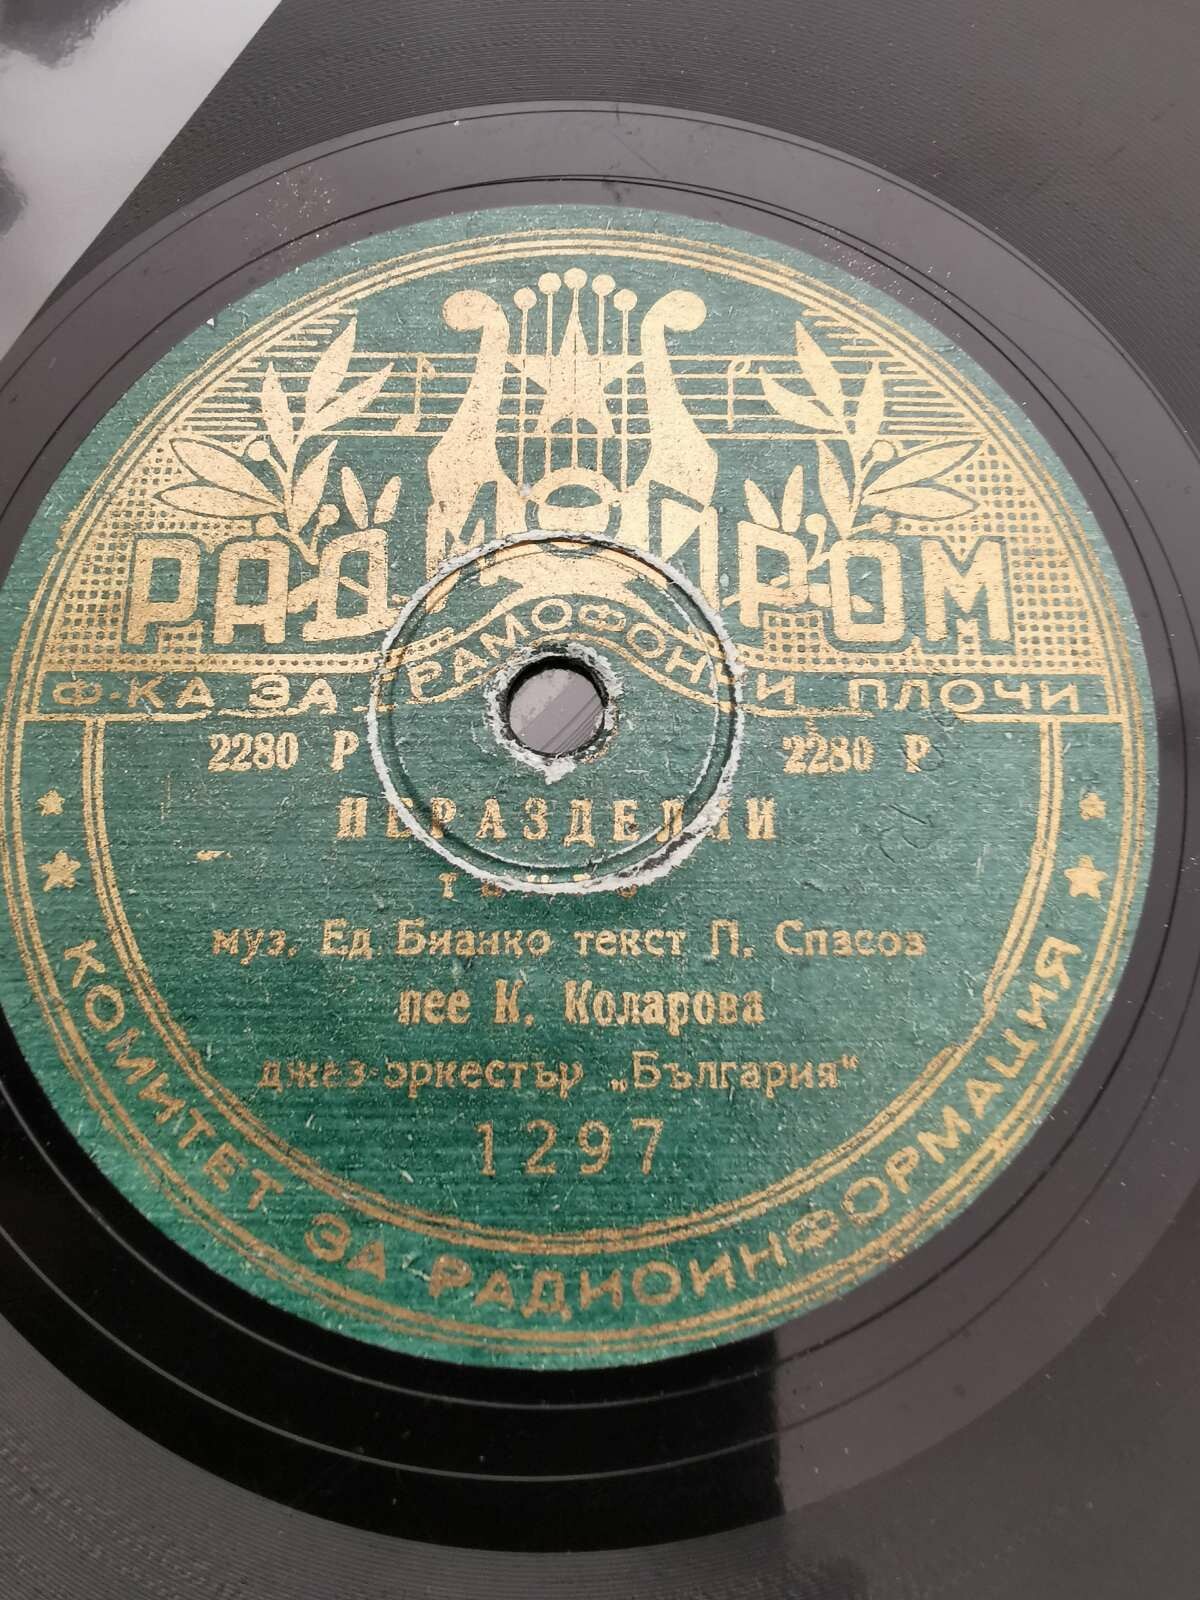 РАДИОПРОМ
Ф-КА ЗА ГРАМОФОННИ ПЛОЧИ
2280 Р 2280 Р
НЕРАЗДЕЛНИ
муз. Ед. Бианко текст П. Спасов
пее К. Коларова
джаз-оркестър „България“
1297
КОМИТЕТ ЗА РАДИОИНФОРМАЦИЯ